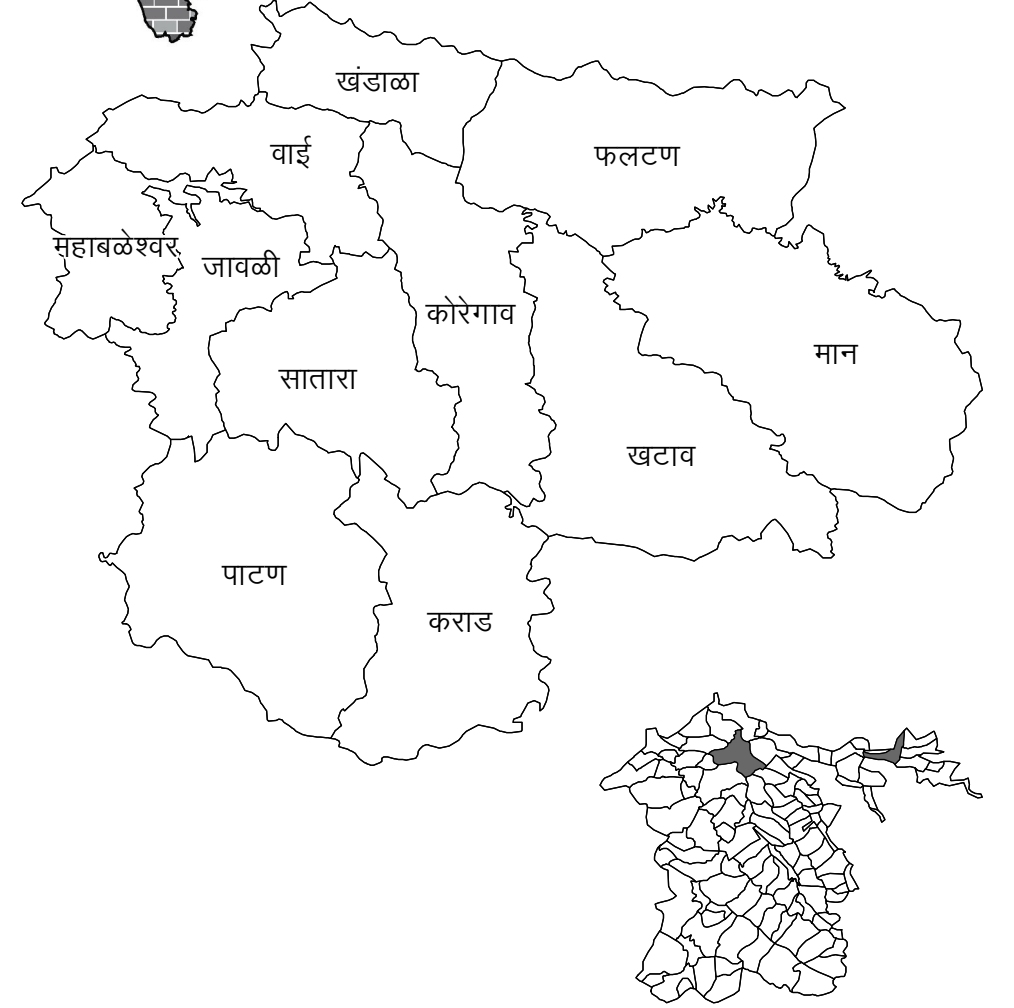 खंडाळा
वाई
फलटण
महाबळेश्वर
जावळी
कोरेगाव
मान
सातारा
खटाव
पाटण
कराड